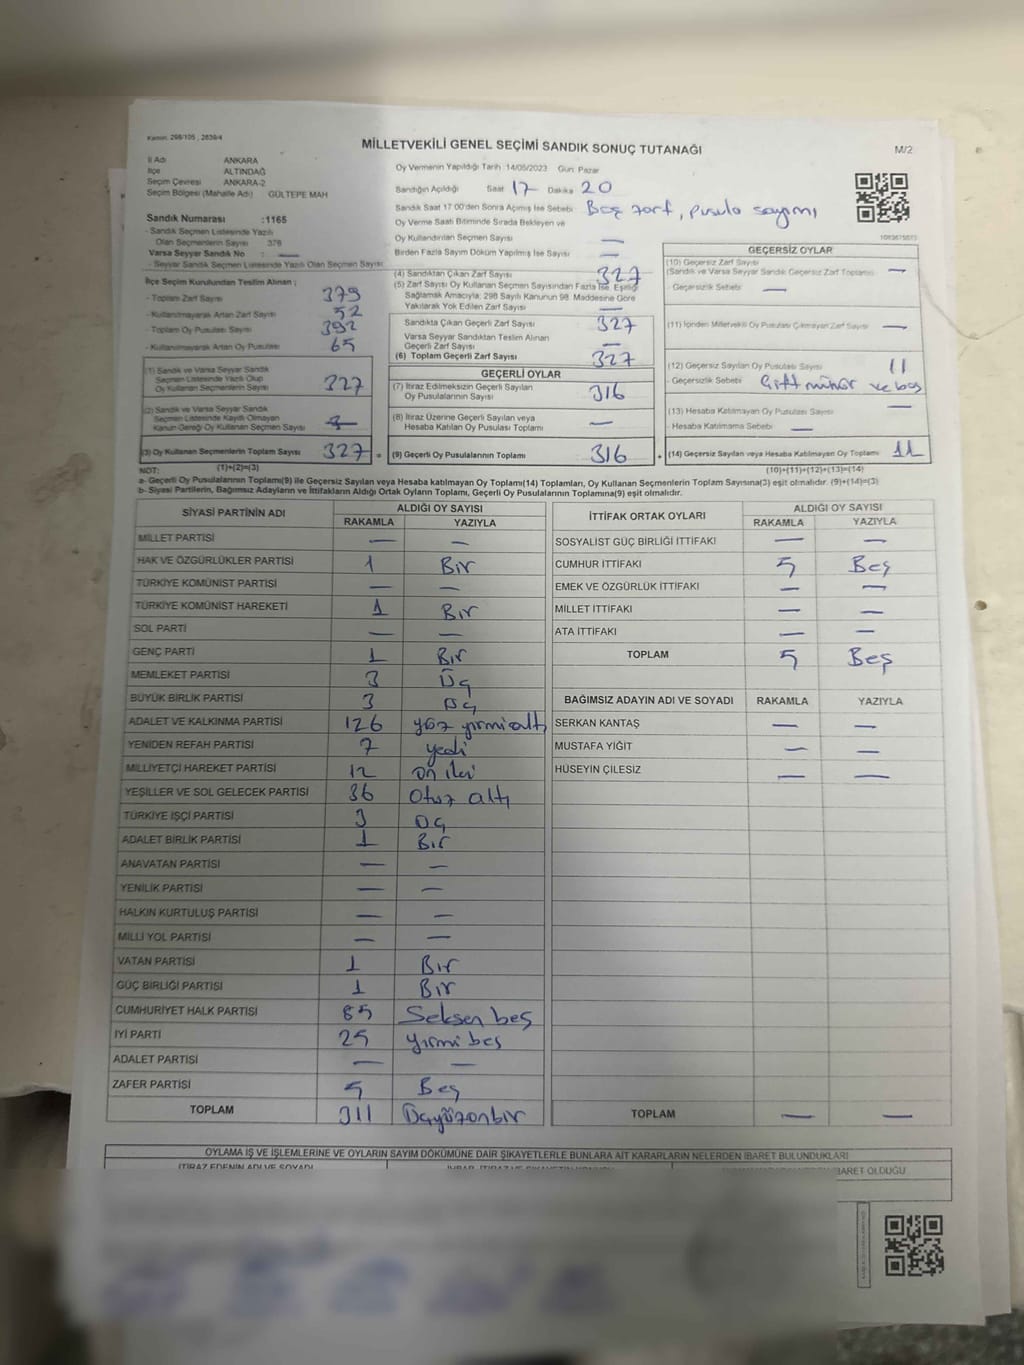 Kanun: 298/105 , 2839/4
MİLLETVEKİLİ GENEL SEÇİMİ SANDIK SONUÇ TUTANAĞI M/2
İl Adı ANKARA
İlçe ALTINDAĞ
Seçim Çevresi ANKARA-2
Seçim Bölgesi (Mahalle Adı) GÜLTEPE MAH
Sandık Numarası :1165
- Sandık Seçmen Listesinde Yazılı
Olan Seçmenlerin Sayısı 376
Varsa Seyyar Sandık No : —
- Seyyar Sandık Seçmen Listesinde Yazılı Olan Seçmen Sayısı:
Oy Vermenin Yapıldığı Tarih :14/05/2023 Gün: Pazar
Sandığın Açıldığı Saat 17 Dakika 20
Sandık Saat 17:00'den Sonra Açılmış İse Sebebi: Boş zarf, pusula sayımı
Oy Verme Saati Bitiminde Sırada Bekleyen ve
Oy Kullandırılan Seçmen Sayısı —
Birden Fazla Sayım Döküm Yapılmış İse Sayısı —
İlçe Seçim Kurulundan Teslim Alınan ;
- Toplam Zarf Sayısı 379
- Kullanılmayarak Artan Zarf Sayısı 52
- Toplam Oy Pusulası Sayısı 392
- Kullanılmayarak Artan Oy Pusulası 65
(1) Sandık ve Varsa Seyyar Sandık
Seçmen Listesinde Yazılı Olup
Oy Kullanan Seçmenlerin Sayısı 327
(2) Sandık ve Varsa Seyyar Sandık
Seçmen Listesinde Kayıtlı Olmayan
Kanun Gereği Oy Kullanan Seçmen Sayısı
(3) Oy Kullanan Seçmenlerin Toplam Sayısı 327 =
(1)+(2)=(3)
(4) Sandıktan Çıkan Zarf Sayısı 327
(5) Zarf Sayısı Oy Kullanan Seçmen Sayısından Fazla İse, Eşitliği
Sağlamak Amacıyla; 298 Sayılı Kanunun 98. Maddesine Göre
Yakılarak Yok Edilen Zarf Sayısı —
Sandıkta Çıkan Geçerli Zarf Sayısı 327
Varsa Seyyar Sandıktan Teslim Alınan
Geçerli Zarf Sayısı —
(6) Toplam Geçerli Zarf Sayısı 327
GEÇERLİ OYLAR
(7) İtiraz Edilmeksizin Geçerli Sayılan
Oy Pusulalarının Sayısı 316
(8) İtiraz Üzerine Geçerli Sayılan veya
Hesaba Katılan Oy Pusulası Toplamı —
(9) Geçerli Oy Pusulalarının Toplamı 316 +
GEÇERSİZ OYLAR
(10) Geçersiz Zarf Sayısı
(Sandık ve Varsa Seyyar Sandık Geçersiz Zarf Toplamı) —
- Geçersizlik Sebebi: —
(11) İçinden Milletvekili Oy Pusulası Çıkmayan Zarf Sayısı —
(12) Geçersiz Sayılan Oy Pusulası Sayısı 11
- Geçersizlik Sebebi Çift mühür ve boş
(13) Hesaba Katılmayan Oy Pusulası Sayısı —
- Hesaba Katılmama Sebebi —
(14) Geçersiz Sayılan veya Hesaba Katılmayan Oy Toplamı 11
(10)+(11)+(12)+(13)=(14)
NOT:
a- Geçerli Oy Pusulalarının Toplamı(9) ile Geçersiz Sayılan veya Hesaba katılmayan Oy Toplamı(14) Toplamları, Oy Kullanan Seçmenlerin Toplam Sayısına(3) eşit olmalıdır. (9)+(14)=(3)
b- Siyasi Partilerin, Bağımsız Adayların ve İttifakların Aldığı Ortak Oyların Toplamı, Geçerli Oy Pusulalarının Toplamına(9) eşit olmalıdır.
SİYASİ PARTİNİN ADI ALDIĞI OY SAYISI
RAKAMLA YAZIYLA
MİLLET PARTİSİ — —
HAK VE ÖZGÜRLÜKLER PARTİSİ 1 Bir
TÜRKİYE KOMÜNİST PARTİSİ — —
TÜRKİYE KOMÜNİST HAREKETİ 1 Bir
SOL PARTİ — —
GENÇ PARTİ 1 Bir
MEMLEKET PARTİSİ 3 Üç
BÜYÜK BİRLİK PARTİSİ 3 Üç
ADALET VE KALKINMA PARTİSİ 126 yüz yirmi altı
YENİDEN REFAH PARTİSİ 7 yedi
MİLLİYETÇİ HAREKET PARTİSİ 12 on iki
YEŞİLLER VE SOL GELECEK PARTİSİ 36 Otuz altı
TÜRKİYE İŞÇİ PARTİSİ 3 Üç
ADALET BİRLİK PARTİSİ 1 Bir
ANAVATAN PARTİSİ — —
YENİLİK PARTİSİ — —
HALKIN KURTULUŞ PARTİSİ — —
MİLLİ YOL PARTİSİ — —
VATAN PARTİSİ 1 Bir
GÜÇ BİRLİĞİ PARTİSİ 1 Bir
CUMHURİYET HALK PARTİSİ 85 Seksen beş
İYİ PARTİ 25 yirmi beş
ADALET PARTİSİ — —
ZAFER PARTİSİ 5 Beş
TOPLAM 311 Üçyüzonbir
İTTİFAK ORTAK OYLARI ALDIĞI OY SAYISI
RAKAMLA YAZIYLA
SOSYALİST GÜÇ BİRLİĞİ İTTİFAKI — —
CUMHUR İTTİFAKI 5 Beş
EMEK VE ÖZGÜRLÜK İTTİFAKI — —
MİLLET İTTİFAKI — —
ATA İTTİFAKI — —
TOPLAM 5 Beş
BAĞIMSIZ ADAYIN ADI VE SOYADI RAKAMLA YAZIYLA
SERKAN KANTAŞ — —
MUSTAFA YİĞİT — —
HÜSEYİN ÇİLESİZ — —
TOPLAM — —
OYLAMA İŞ VE İŞLEMLERİNE VE OYLARIN SAYIM DÖKÜMÜNE DAİR ŞİKAYETLERLE BUNLARA AİT KARARLARIN NELERDEN İBARET BULUNDUKLARI
İTİRAZ EDENİN ADI VE SOYADI
İBARET OLDUĞU